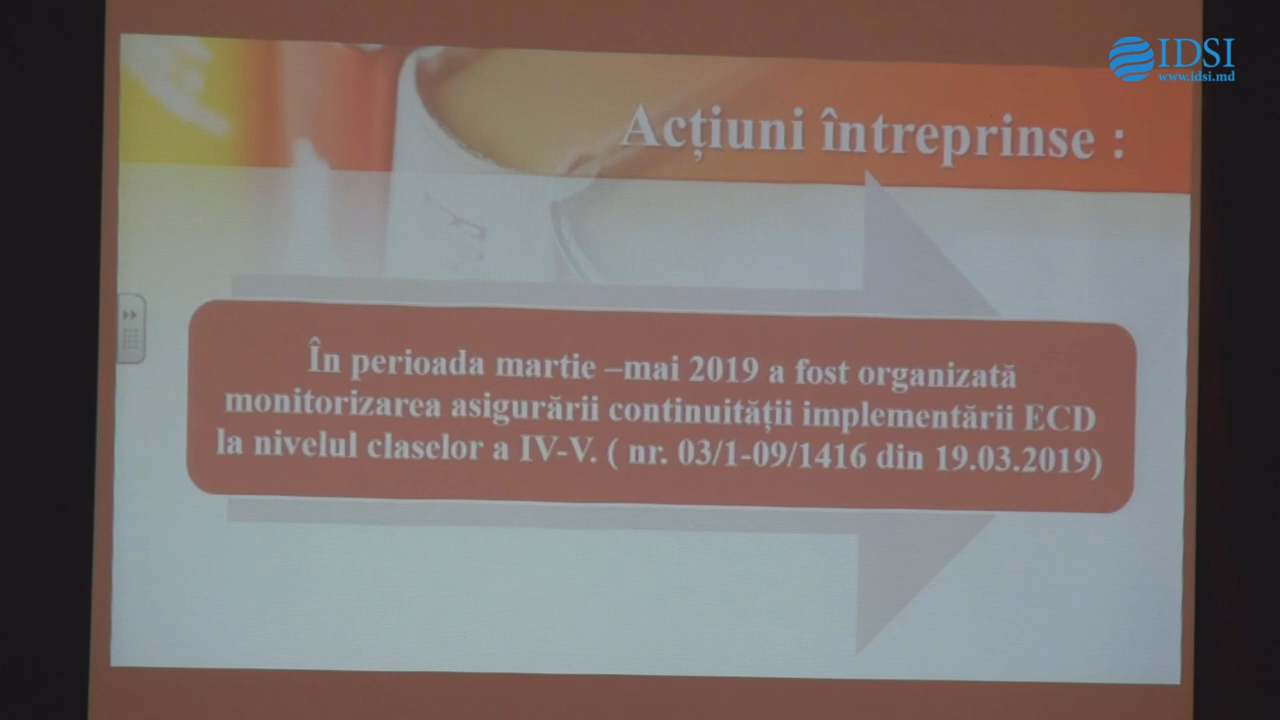 IDSI
www.idsi.md
Acțiuni întreprinse :
În perioada martie –mai 2019 a fost organizată
monitorizarea asigurării continuității implementării ECD
la nivelul claselor a IV-V. ( nr. 03/1-09/1416 din 19.03.2019)